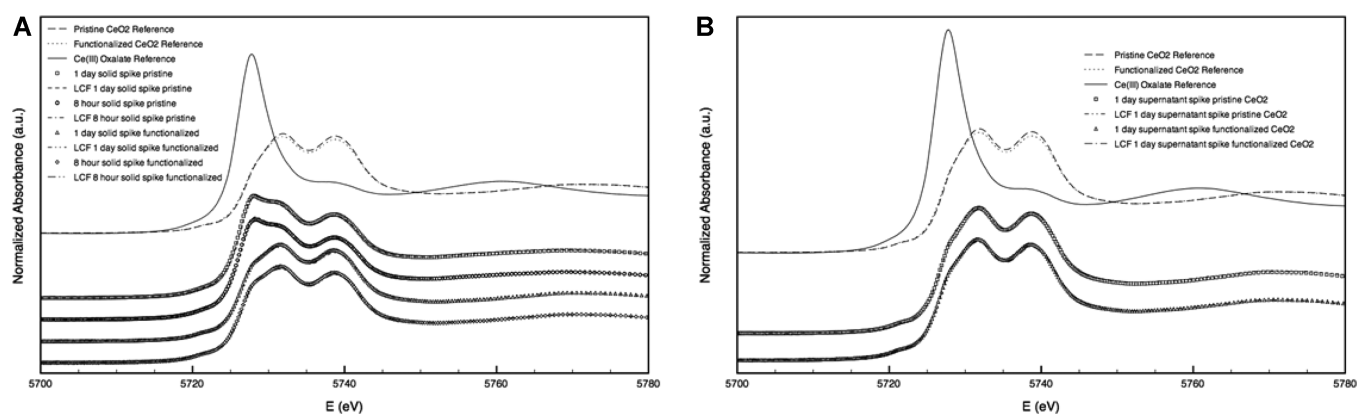 A
Pristine CeO2 Reference
Functionalized CeO2 Reference
Ce(III) Oxalate Reference
1 day solid spike pristine
LCF 1 day solid spike pristine
8 hour solid spike pristine
LCF 8 hour solid spike pristine
1 day solid spike functionalized
LCF 1 day solid spike functionalized
8 hour solid spike functionalized
LCF 8 hour solid spike functionalized
Normalized Absorbance (a.u.)
5700 5720 5740 5760 5780
E (eV)
B
Pristine CeO2 Reference
Functionalized CeO2 Reference
Ce(III) Oxalate Reference
1 day supernatant spike pristine CeO2
LCF 1 day supernatant spike pristine CeO2
1 day supernatant spike functionalized CeO2
LCF 1 day supernatant spike functionalized CeO2
Normalized Absorbance (a.u.)
5700 5720 5740 5760 5780
E (eV)